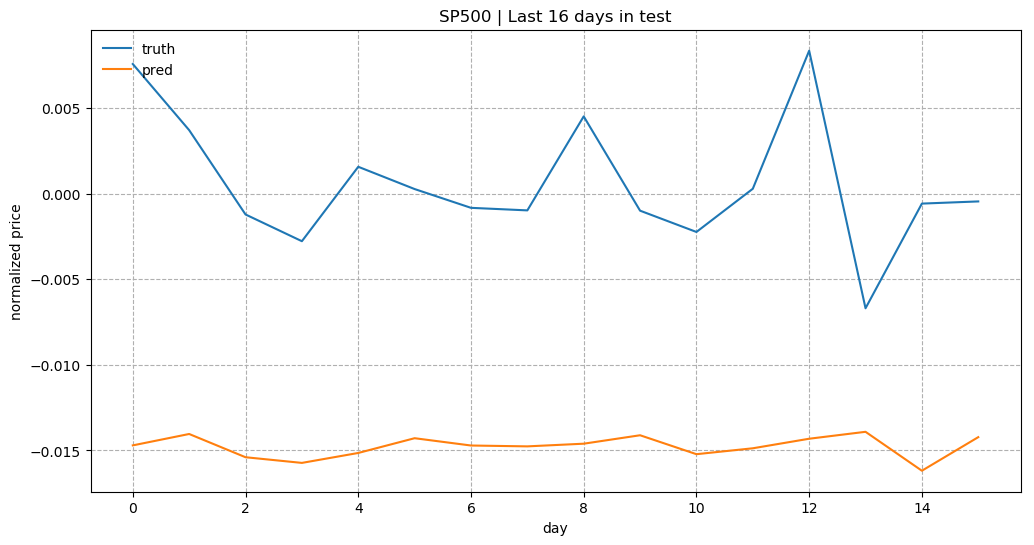 SP500 | Last 16 days in test
truth
pred
normalized price
0.005
0.000
−0.005
−0.010
−0.015
0 2 4 6 8 10 12 14
day